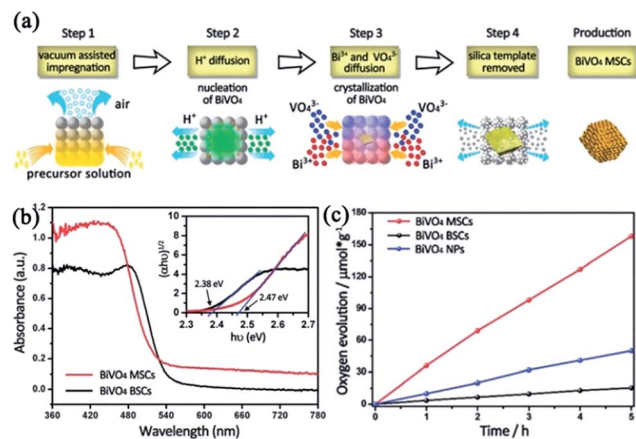 (a)
Step 1
Step 2
Step 3
Step 4
Production
vacuum assisted
impregnation
H⁺ diffusion
Bi³⁺ and VO₄³⁻
diffusion
silica template
removed
BiVO₄ MSCs
air
precursor solution
nucleation
of BiVO₄
H⁺
H⁺
crystallization
of BiVO₄
VO₄³⁻
VO₄³⁻
Bi³⁺
Bi³⁺
(b)
Absorbance (a.u.)
1.2
1.0
0.8
0.6
0.4
0.2
0.0
360 420 480 540 600 660 720 780
Wavelength (nm)
BiVO₄ MSCs
BiVO₄ BSCs
(αhυ)^1/2
10
8
6
4
2
0
2.3 2.4 2.5 2.6 2.7
hυ (eV)
2.38 eV
2.47 eV
(c)
Oxygen evolution / μmol*g⁻¹
180
150
120
90
60
30
0
0 1 2 3 4 5
Time / h
BiVO₄ MSCs
BiVO₄ BSCs
BiVO₄ NPs